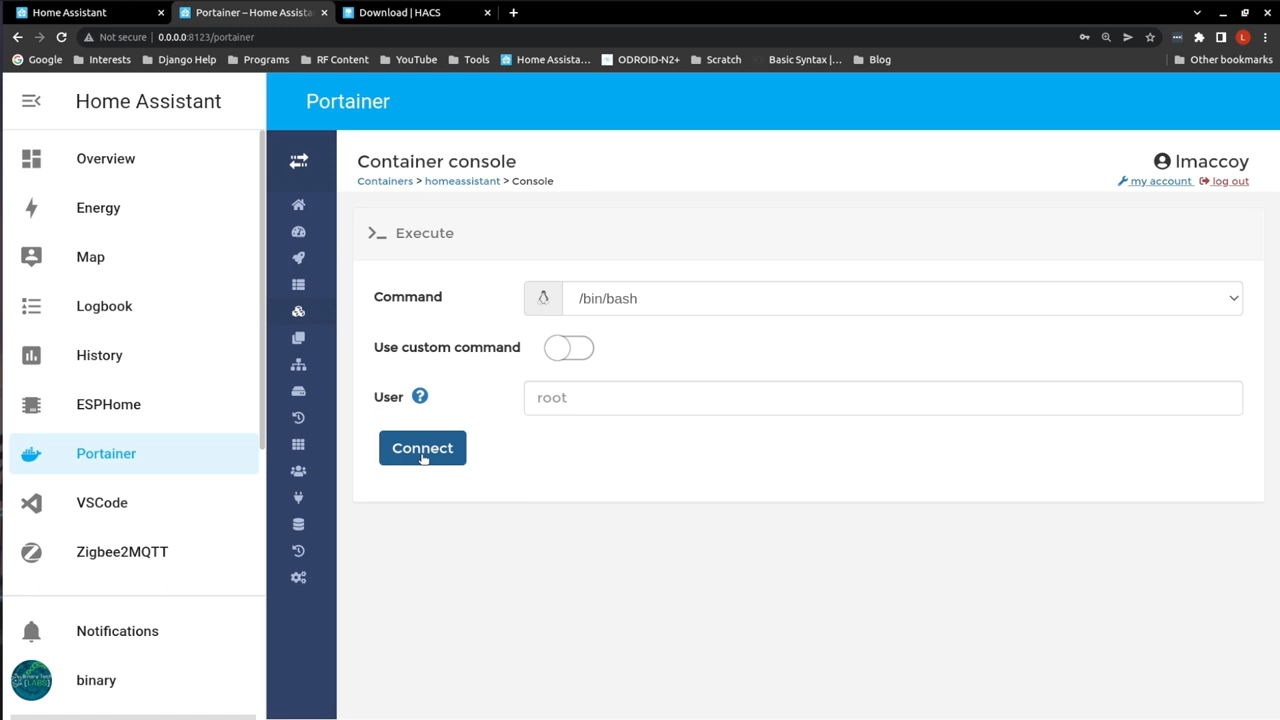 Home Assistant
Portainer – Home Assista
Download | HACS
Not secure 0.0.0.0:8123/portainer
L
Google Interests Django Help Programs RF Content YouTube Tools Home Assista... ODROID-N2+ Scratch Basic Syntax |... Blog Other bookmarks
Home Assistant
Overview
Energy
Map
Logbook
History
ESPHome
Portainer
VSCode
Zigbee2MQTT
Notifications
binary
Portainer
Container console
Containers > homeassistant > Console
lmaccoy
my account log out
Execute
Command
/bin/bash
Use custom command
User
root
Connect